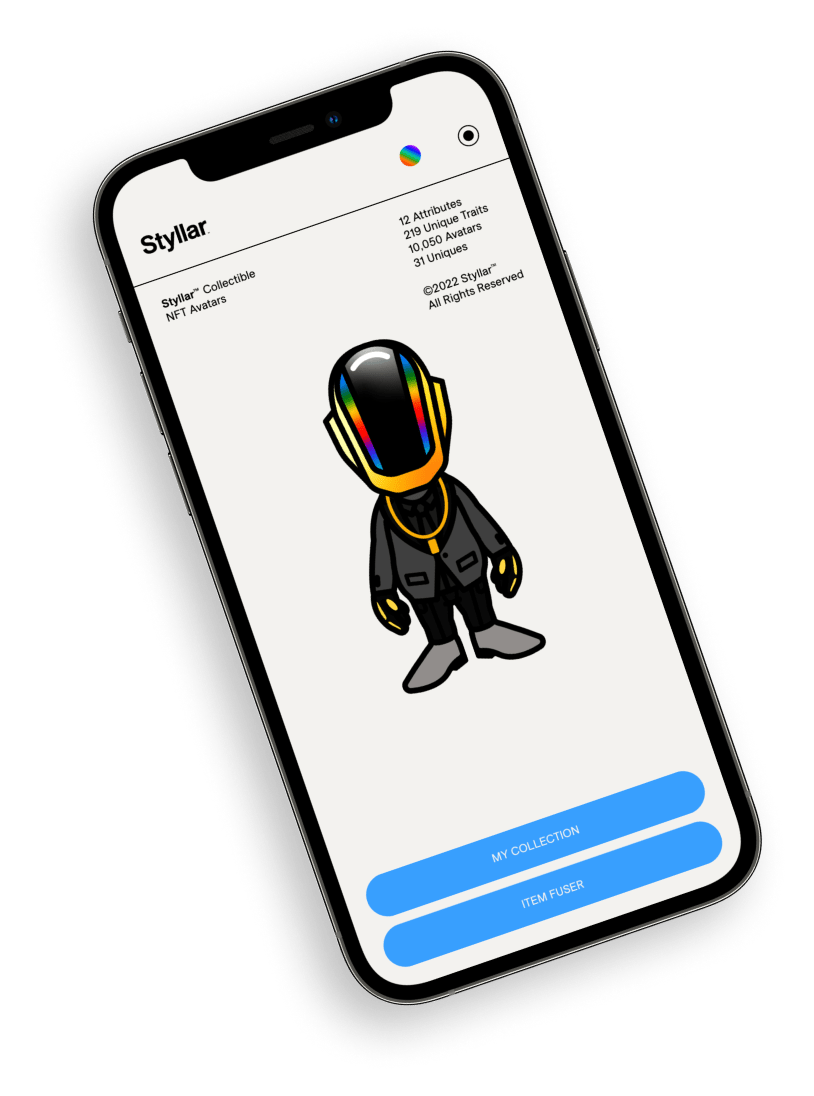 Styllar.
Styllar™ Collectible
NFT Avatars
12 Attributes
219 Unique Traits
10,050 Avatars
31 Uniques
©2022 Styllar™
All Rights Reserved
MY COLLECTION
ITEM FUSER